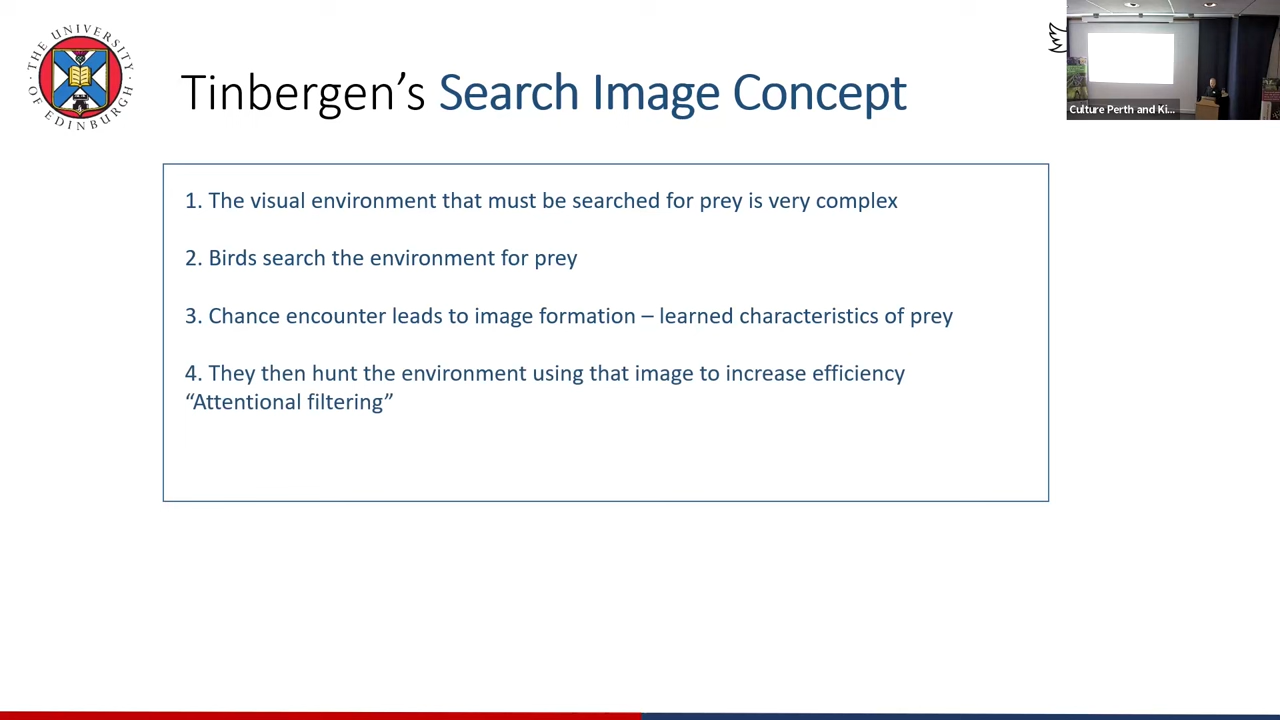 THE UNIVERSITY OF EDINBURGH
Tinbergen’s Search Image Concept
1. The visual environment that must be searched for prey is very complex
2. Birds search the environment for prey
3. Chance encounter leads to image formation – learned characteristics of prey
4. They then hunt the environment using that image to increase efficiency
“Attentional filtering”
Culture Perth and Ki...